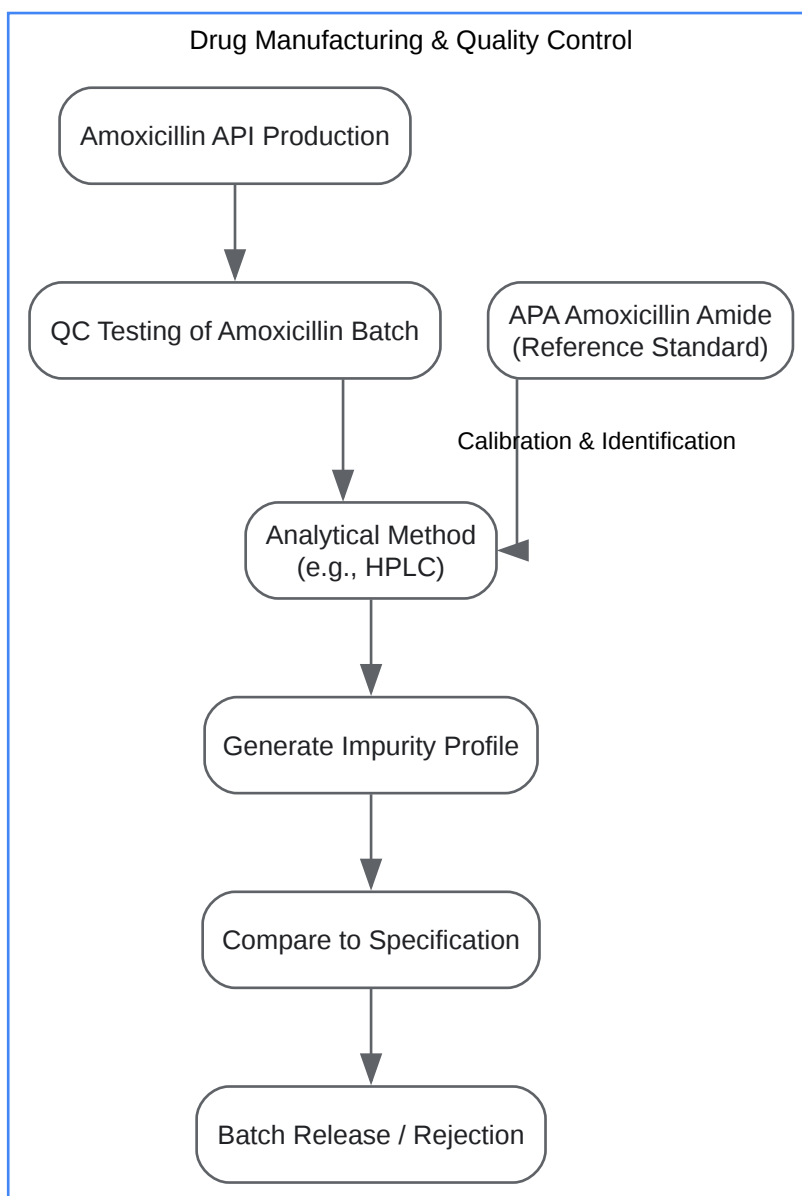 Drug Manufacturing & Quality Control
Amoxicillin API Production
QC Testing of Amoxicillin Batch
APA Amoxicillin Amide
(Reference Standard)
Calibration & Identification
Analytical Method
(e.g., HPLC)
Generate Impurity Profile
Compare to Specification
Batch Release / Rejection